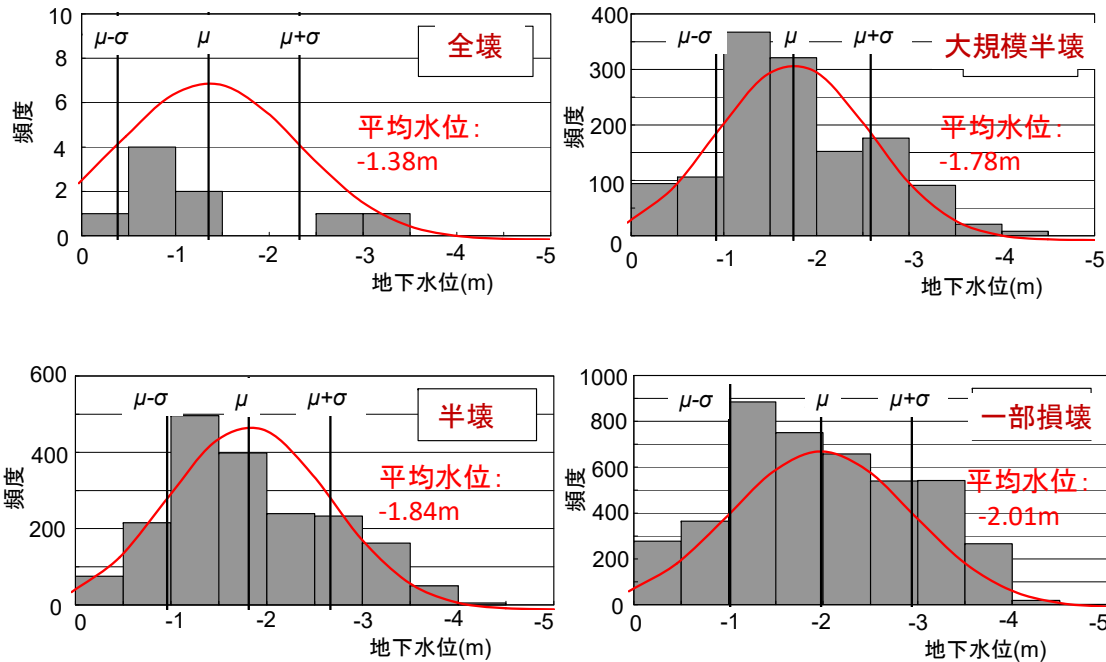 10
8
6
4
2
0
頻度
μ-σ
μ
μ+σ
全壊
平均水位：
-1.38m
0
-1
-2
-3
-4
-5
地下水位(m)
400
300
200
100
0
頻度
μ-σ
μ
μ+σ
大規模半壊
平均水位：
-1.78m
0
-1
-2
-3
-4
-5
地下水位(m)
600
400
200
0
頻度
μ-σ
μ
μ+σ
半壊
平均水位：
-1.84m
0
-1
-2
-3
-4
-5
地下水位(m)
1000
800
600
400
200
0
頻度
μ-σ
μ
μ+σ
一部損壊
平均水位：
-2.01m
0
-1
-2
-3
-4
-5
地下水位(m)